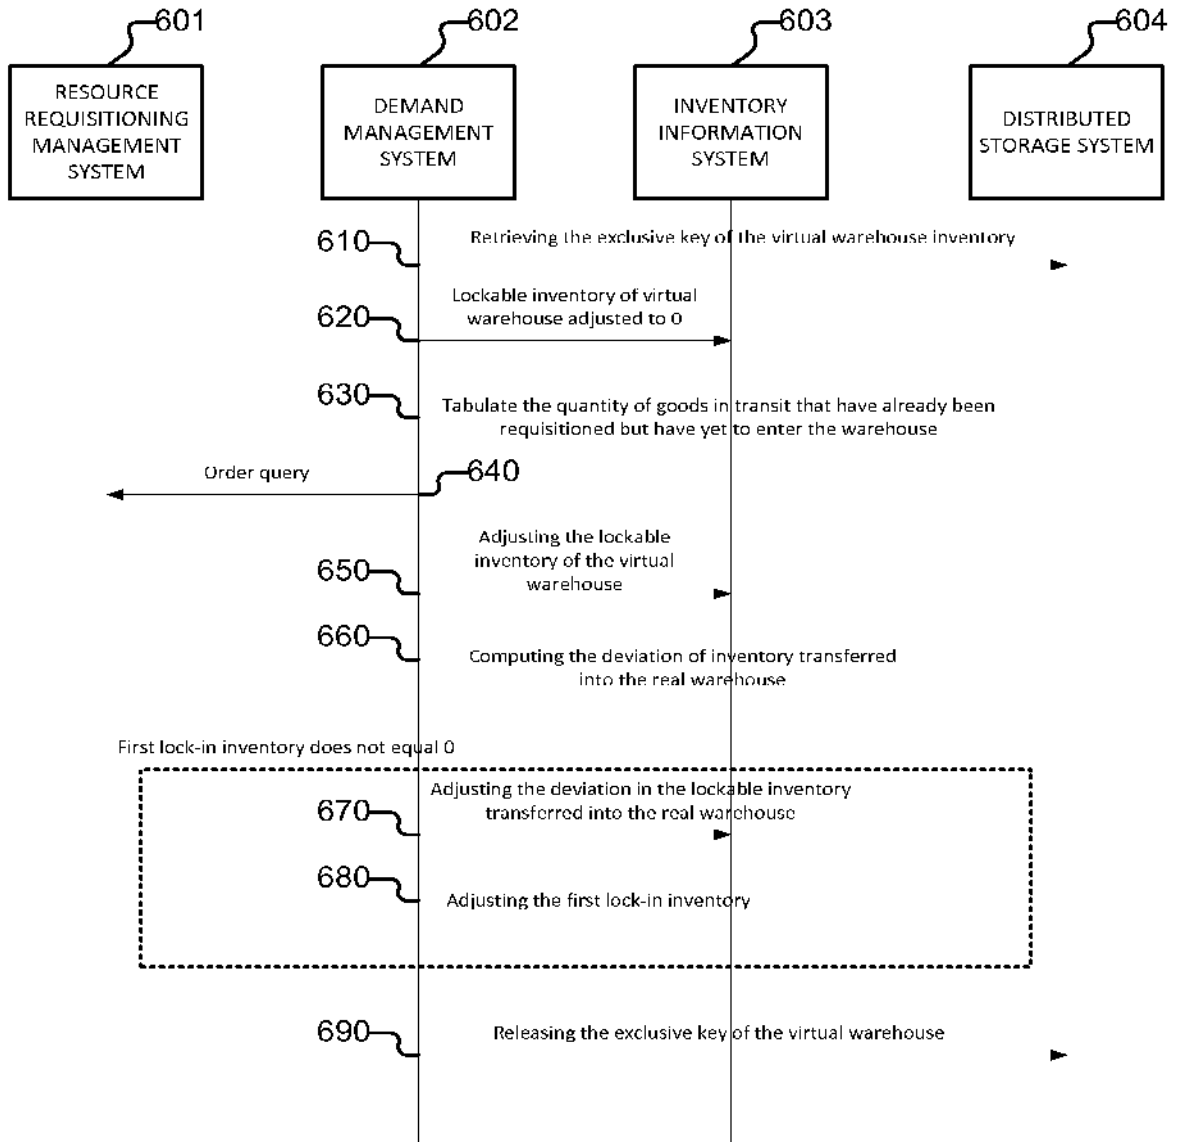 601
602
603
604
RESOURCE
REQUISITIONING
MANAGEMENT
SYSTEM
DEMAND
MANAGEMENT
SYSTEM
INVENTORY
INFORMATION
SYSTEM
DISTRIBUTED
STORAGE SYSTEM
610
Retrieving the exclusive key of the virtual warehouse inventory
620
Lockable inventory of virtual
warehouse adjusted to 0
630
Tabulate the quantity of goods in transit that have already been
requisitioned but have yet to enter the warehouse
Order query
640
650
Adjusting the lockable
inventory of the virtual
warehouse
660
Computing the deviation of inventory transferred
into the real warehouse
First lock-in inventory does not equal 0
670
Adjusting the deviation in the lockable inventory
transferred into the real warehouse
680
Adjusting the first lock-in inventory
690
Releasing the exclusive key of the virtual warehouse